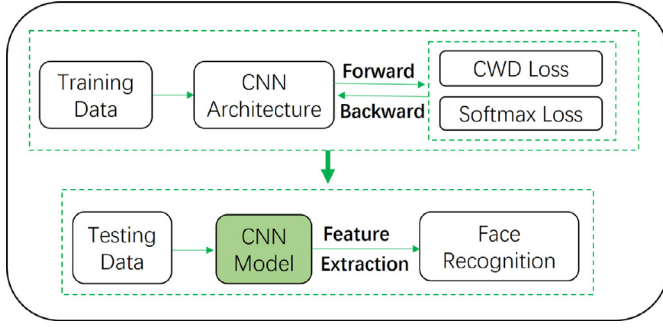 Training
Data
CNN
Architecture
Forward
Backward
CWD Loss
Softmax Loss
Testing
Data
CNN
Model
Feature
Extraction
Face
Recognition